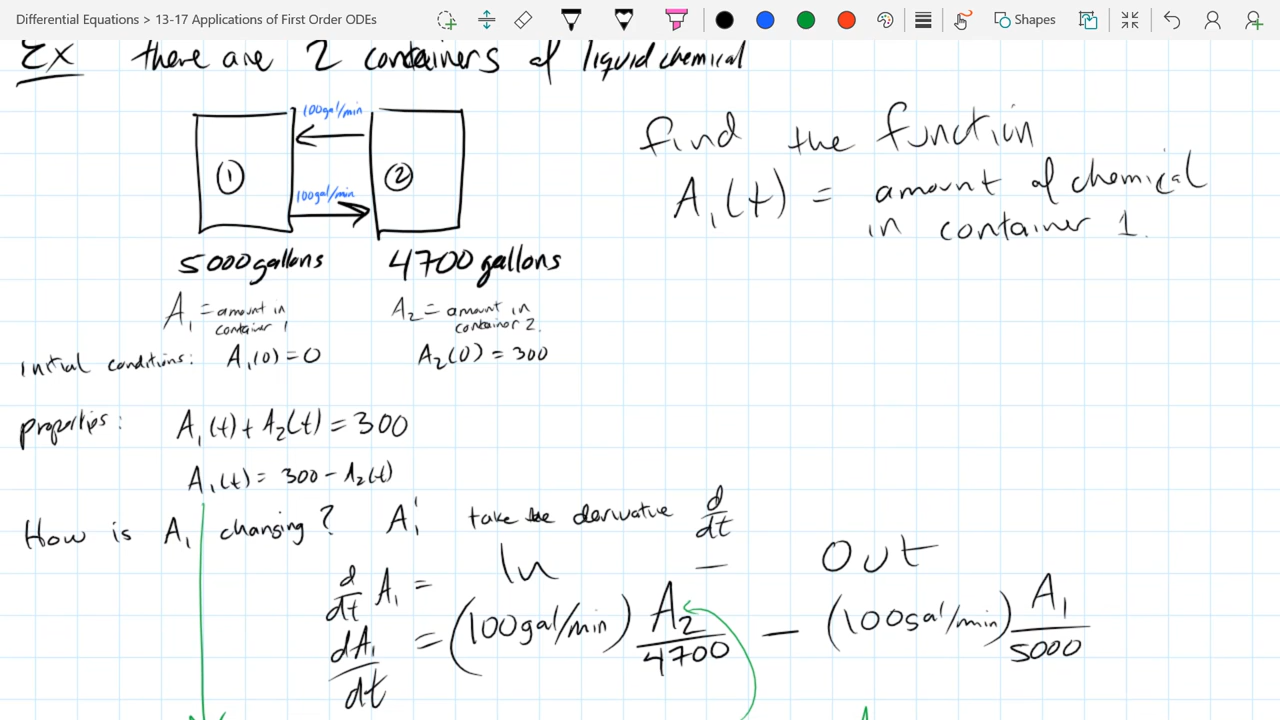 Differential Equations > 13-17 Applications of First Order ODEs
Shapes
Ex there are 2 containers of liquid chemical
100gal/min
① ②
100gal/min
5000 gallons 4700 gallons
A₁ = amount in container 1
A₂ = amount in container 2.
initial conditions: A₁(0) = 0 A₂(0) = 300
find the function
A₁(t) = amount of chemical
in container 1.
properties: A₁(t) + A₂(t) = 300
A₁(t) = 300 - A₂(t)
How is A₁ changing? A₁' take the derivative d/dt
d/dt A₁ = In - Out
dA₁/dt = (100gal/min) A₂/4700 - (100gal/min) A₁/5000